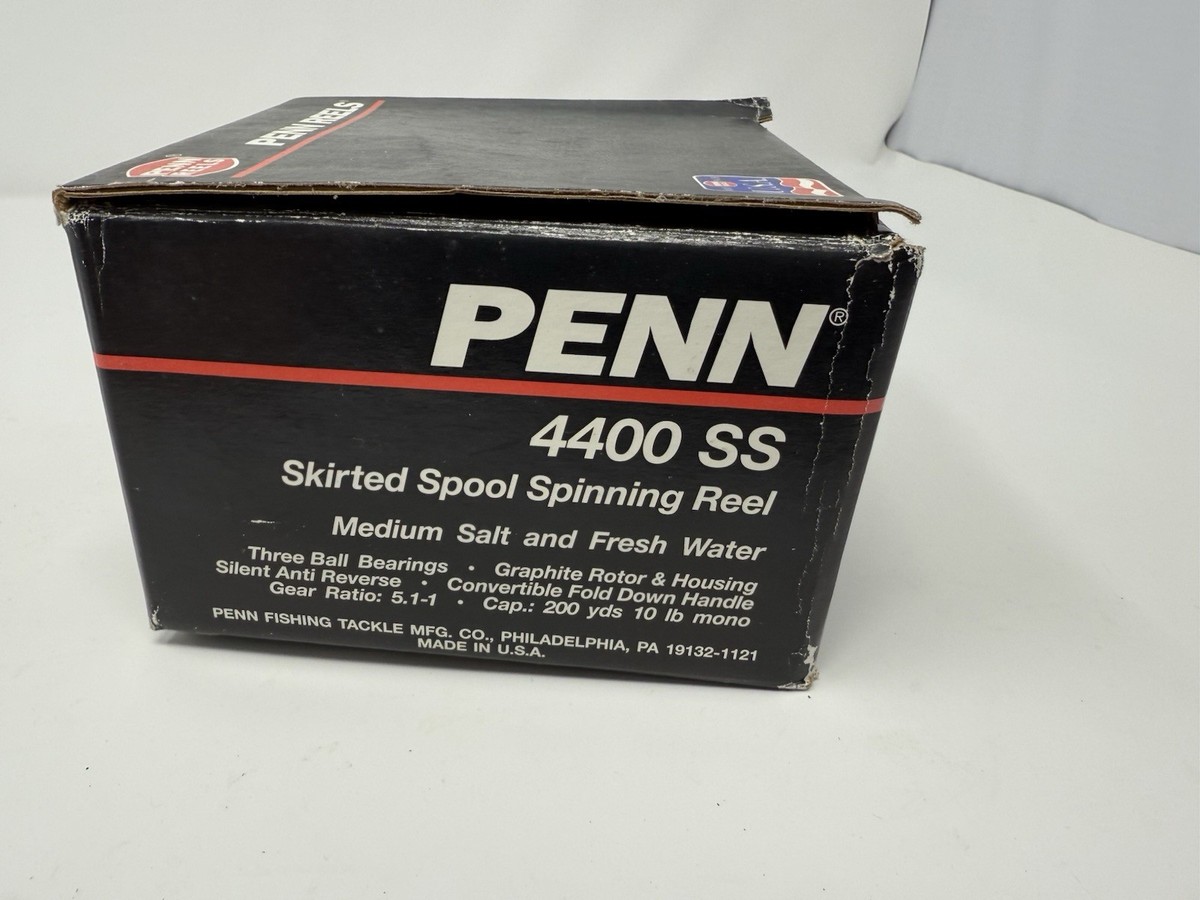 PENN REELS
PENN
REELS
PENN®
4400 SS
Skirted Spool Spinning Reel
Medium Salt and Fresh Water
Three Ball Bearings • Graphite Rotor & Housing
Silent Anti Reverse • Convertible Fold Down Handle
Gear Ratio: 5.1-1 • Cap.: 200 yds 10 lb mono
PENN FISHING TACKLE MFG. CO., PHILADELPHIA, PA 19132-1121
MADE IN U.S.A.